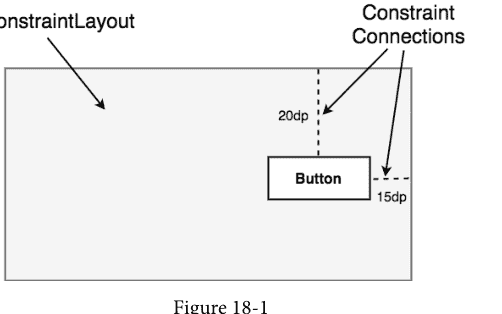 onstraintLayout
Constraint
Connections
20dp
Button
15dp
Figure 18-1